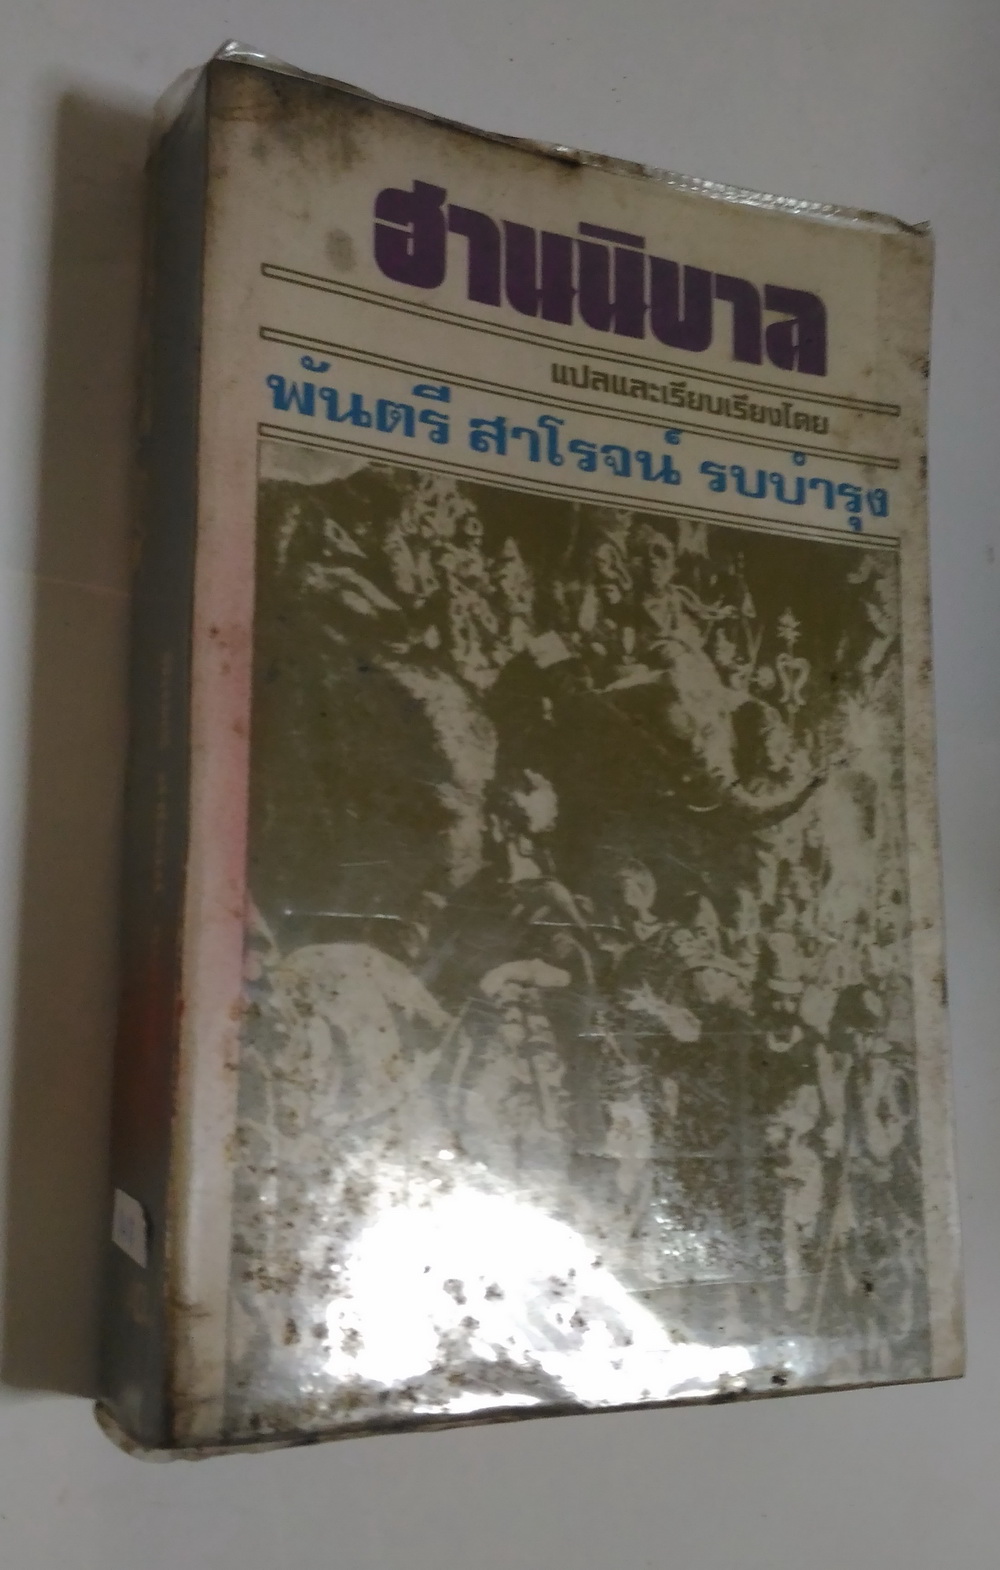 ฮานนิบาล
แปลและเรียบเรียงโดย
พันตรี สาโรจน์ รบบำรุง